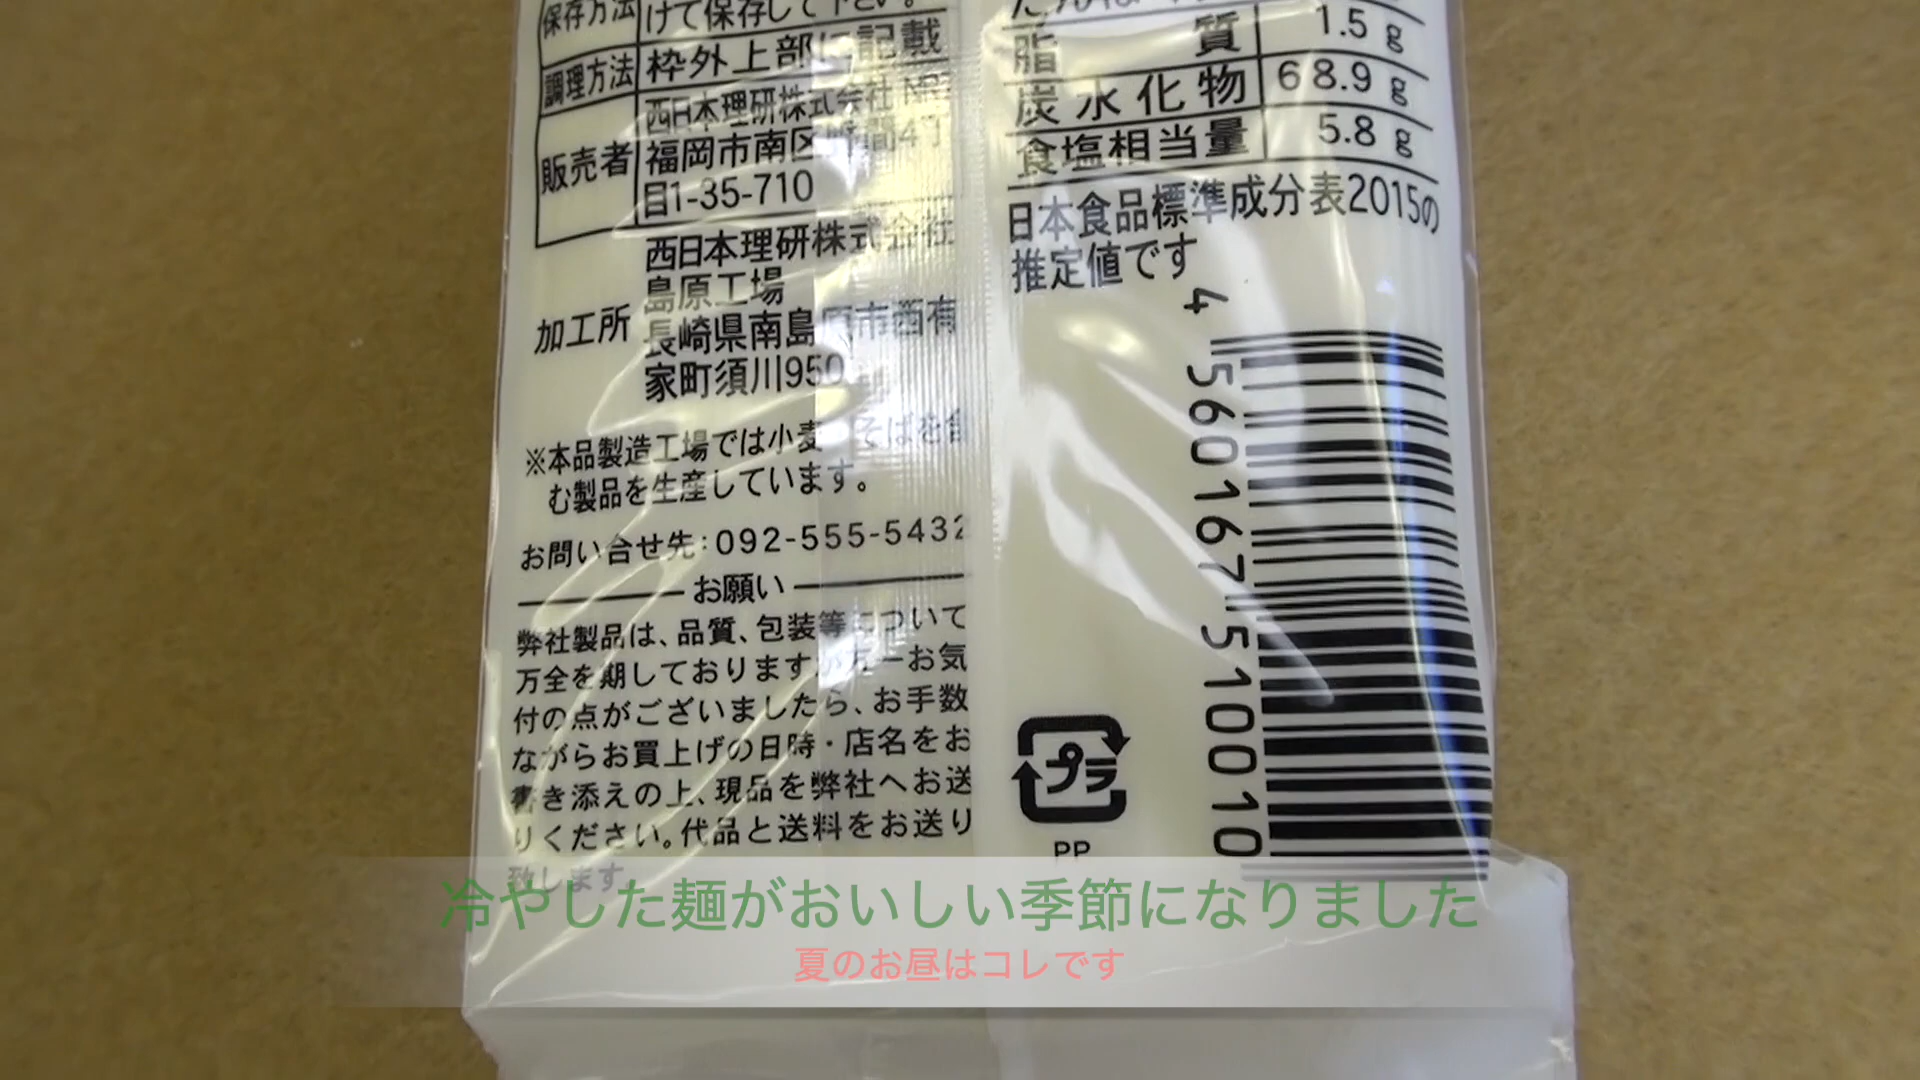 保存方法 けて保存して下さい。
調理方法 枠外上部に記載
販売者 西日本理研株式会社
福岡市南区
目1-35-710
西日本理研株式会社
島原工場
加工所 長崎県南島原市西有
家町須川950
※本品製造工場では小麦 そばを含
む製品を生産しています。
お問い合せ先:092-555-5432
お願い
弊社製品は、品質、包装等について
万全を期しておりますが万一お気
付の点がございましたら、お手数
ながらお買上げの日時・店名をお
書き添えの上、現品を弊社へお送
りください。代品と送料をお送り
致します
脂質 1.5g
炭水化物 68.9g
食塩相当量 5.8g
日本食品標準成分表2015の
推定値です
4 560167 510010
プラ
PP
冷やした麺がおいしい季節になりました
夏のお昼はコレです